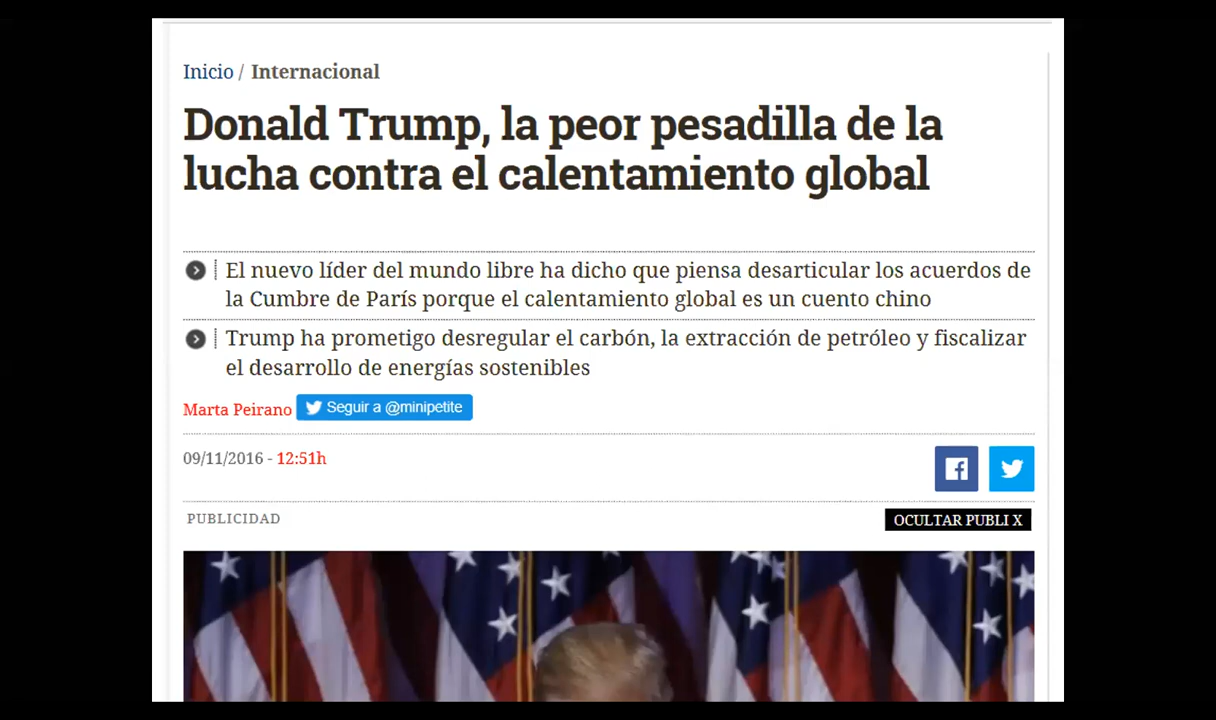 Inicio / Internacional
Donald Trump, la peor pesadilla de la
lucha contra el calentamiento global
El nuevo líder del mundo libre ha dicho que piensa desarticular los acuerdos de
la Cumbre de París porque el calentamiento global es un cuento chino
Trump ha prometigo desregular el carbón, la extracción de petróleo y fiscalizar
el desarrollo de energías sostenibles
Marta Peirano Seguir a @minipetite
09/11/2016 - 12:51h
PUBLICIDAD OCULTAR PUBLI X